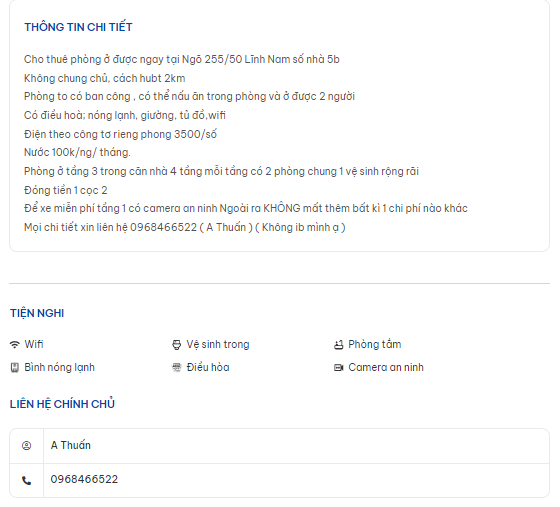 THÔNG TIN CHI TIẾT
Cho thuê phòng ở được ngay tại Ngõ 255/50 Lĩnh Nam số nhà 5b
Không chung chủ, cách hubt 2km
Phòng to có ban công , có thể nấu ăn trong phòng và ở được 2 người
Có điều hoà; nóng lạnh, giường, tủ đồ,wifi
Điện theo công tơ rieng phong 3500/số
Nước 100k/ng/ tháng.
Phòng ở tầng 3 trong căn nhà 4 tầng mỗi tầng có 2 phòng chung 1 vệ sinh rộng rãi
Đóng tiền 1 cọc 2
Để xe miễn phí tầng 1 có camera an ninh Ngoài ra KHÔNG mất thêm bất kì 1 chi phí nào khác
Mọi chi tiết xin liên hệ 0968466522 ( A Thuấn ) ( Không ib mình ạ )
TIỆN NGHI
Wifi Vệ sinh trong Phòng tắm
Bình nóng lạnh Điều hòa Camera an ninh
LIÊN HỆ CHÍNH CHỦ
A Thuấn
0968466522